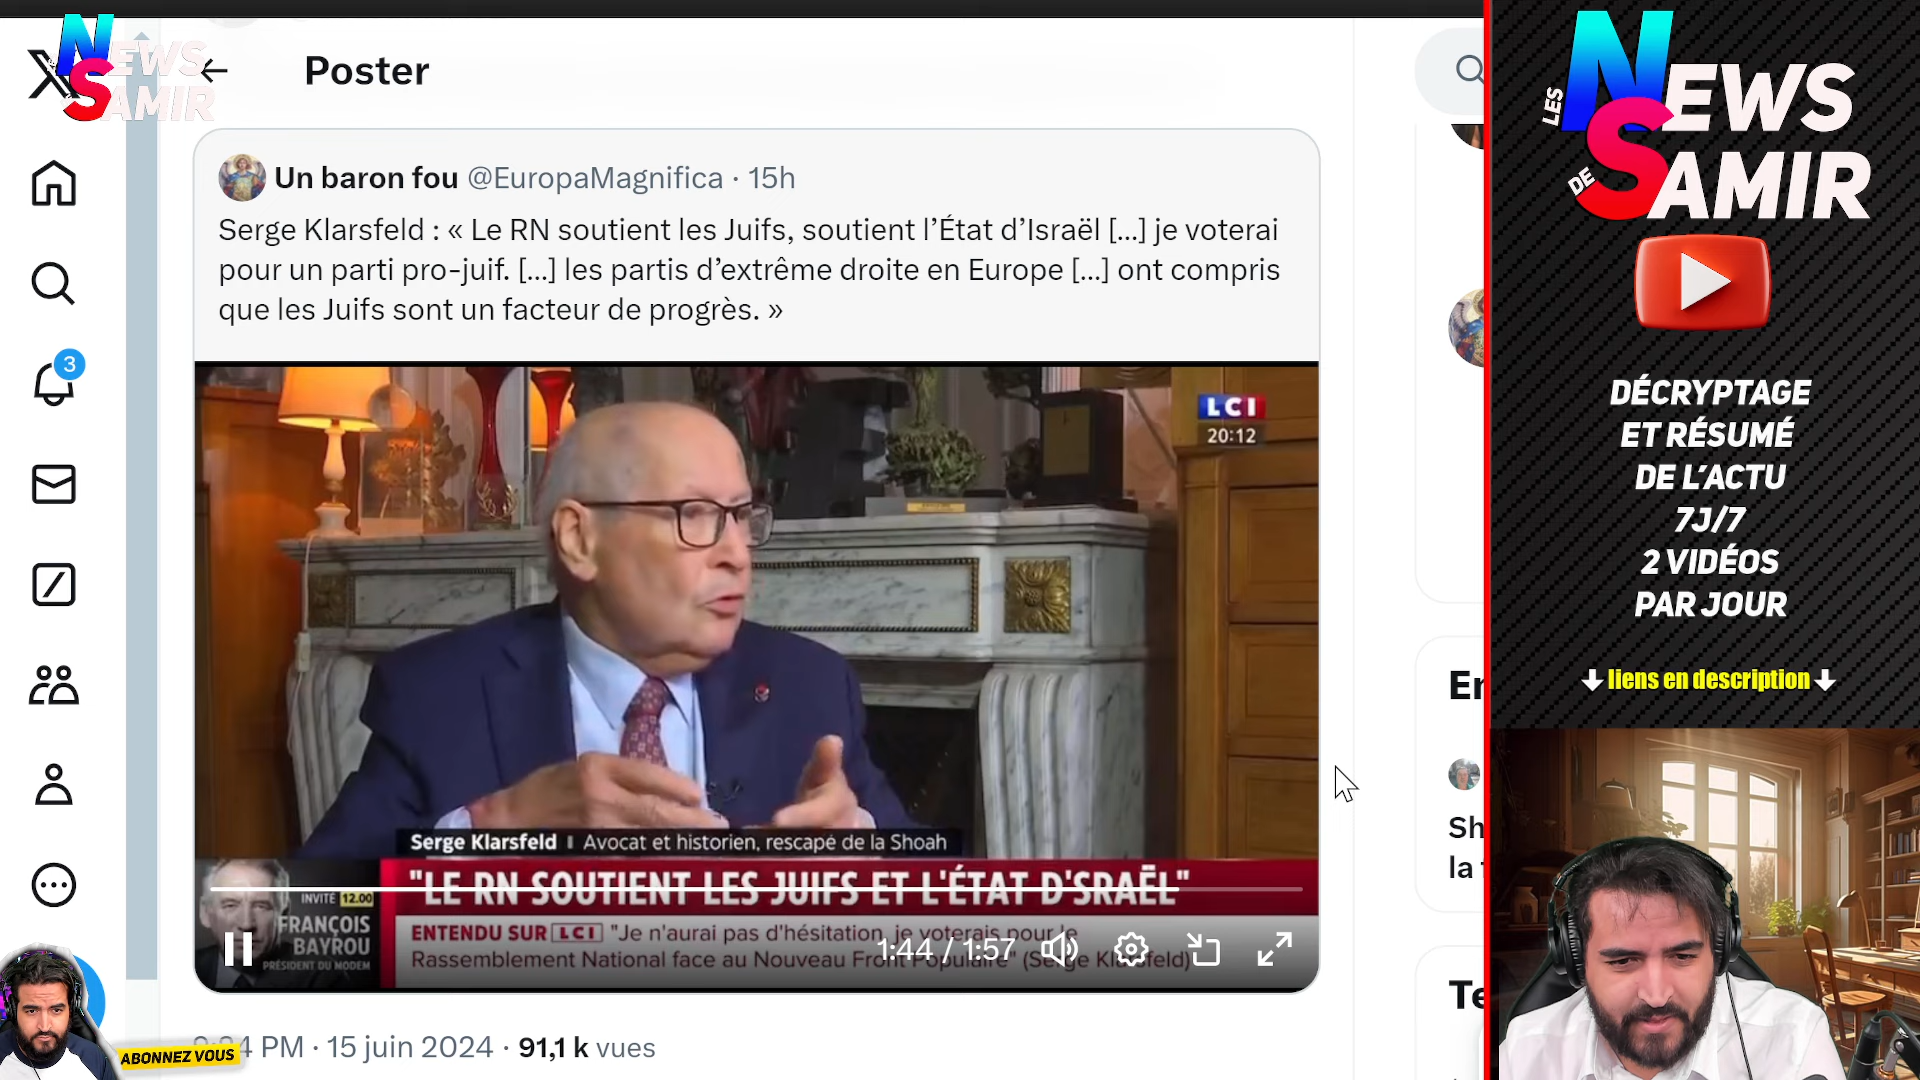 NEWS
SAMIR
Poster
Un baron fou @EuropaMagnifica · 15h
Serge Klarsfeld : « Le RN soutient les Juifs, soutient l’État d’Israël [...] je voterai
pour un parti pro-juif. [...] les partis d’extrême droite en Europe [...] ont compris
que les Juifs sont un facteur de progrès. »
3
LCI
20:12
Serge Klarsfeld Avocat et historien, rescapé de la Shoah
"LE RN SOUTIENT LES JUIFS ET L'ÉTAT D'SRAËL"
INVITÉ 12.00
FRANÇOIS
BAYROU
PRÉSIDENT DU MODEM
ENTENDU SUR LCI "Je n'aurai pas d'hésitation, je voterais pour le
Rassemblement National face au Nouveau Front Populaire" (Serge Klarsfeld)
1:44 / 1:57
PM · 15 juin 2024 · 91,1 k vues
ABONNEZ VOUS
Sh
la
LES NEWS
DE SAMIR
DÉCRYPTAGE
ET RÉSUMÉ
DE L'ACTU
7J/7
2 VIDÉOS
PAR JOUR
liens en description